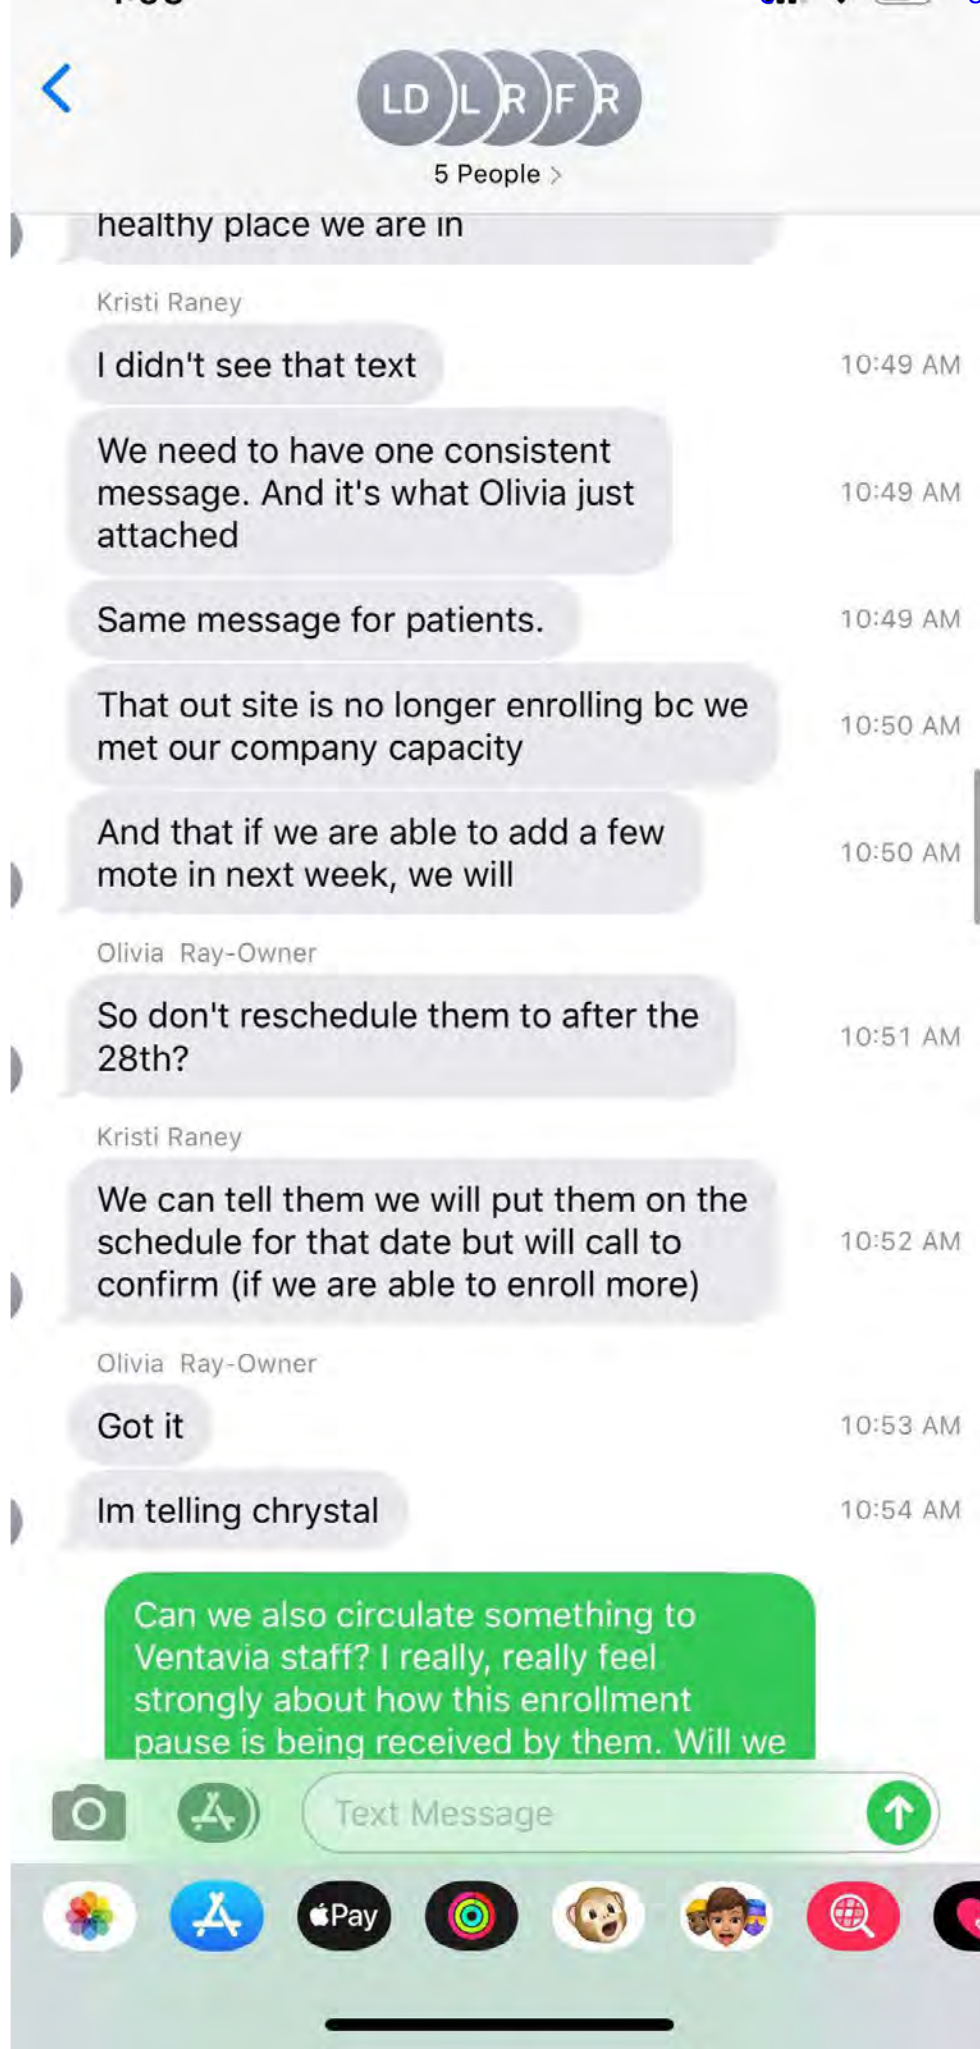 LD L R F R
5 People >
healthy place we are in
Kristi Raney
I didn't see that text
10:49 AM
We need to have one consistent
message. And it's what Olivia just
attached
10:49 AM
Same message for patients.
10:49 AM
That out site is no longer enrolling bc we
met our company capacity
10:50 AM
And that if we are able to add a few
mote in next week, we will
10:50 AM
Olivia Ray-Owner
So don't reschedule them to after the
28th?
10:51 AM
Kristi Raney
We can tell them we will put them on the
schedule for that date but will call to
confirm (if we are able to enroll more)
10:52 AM
Olivia Ray-Owner
Got it
10:53 AM
Im telling chrystal
10:54 AM
Can we also circulate something to
Ventavia staff? I really, really feel
strongly about how this enrollment
pause is being received by them. Will we
Text Message
Pay